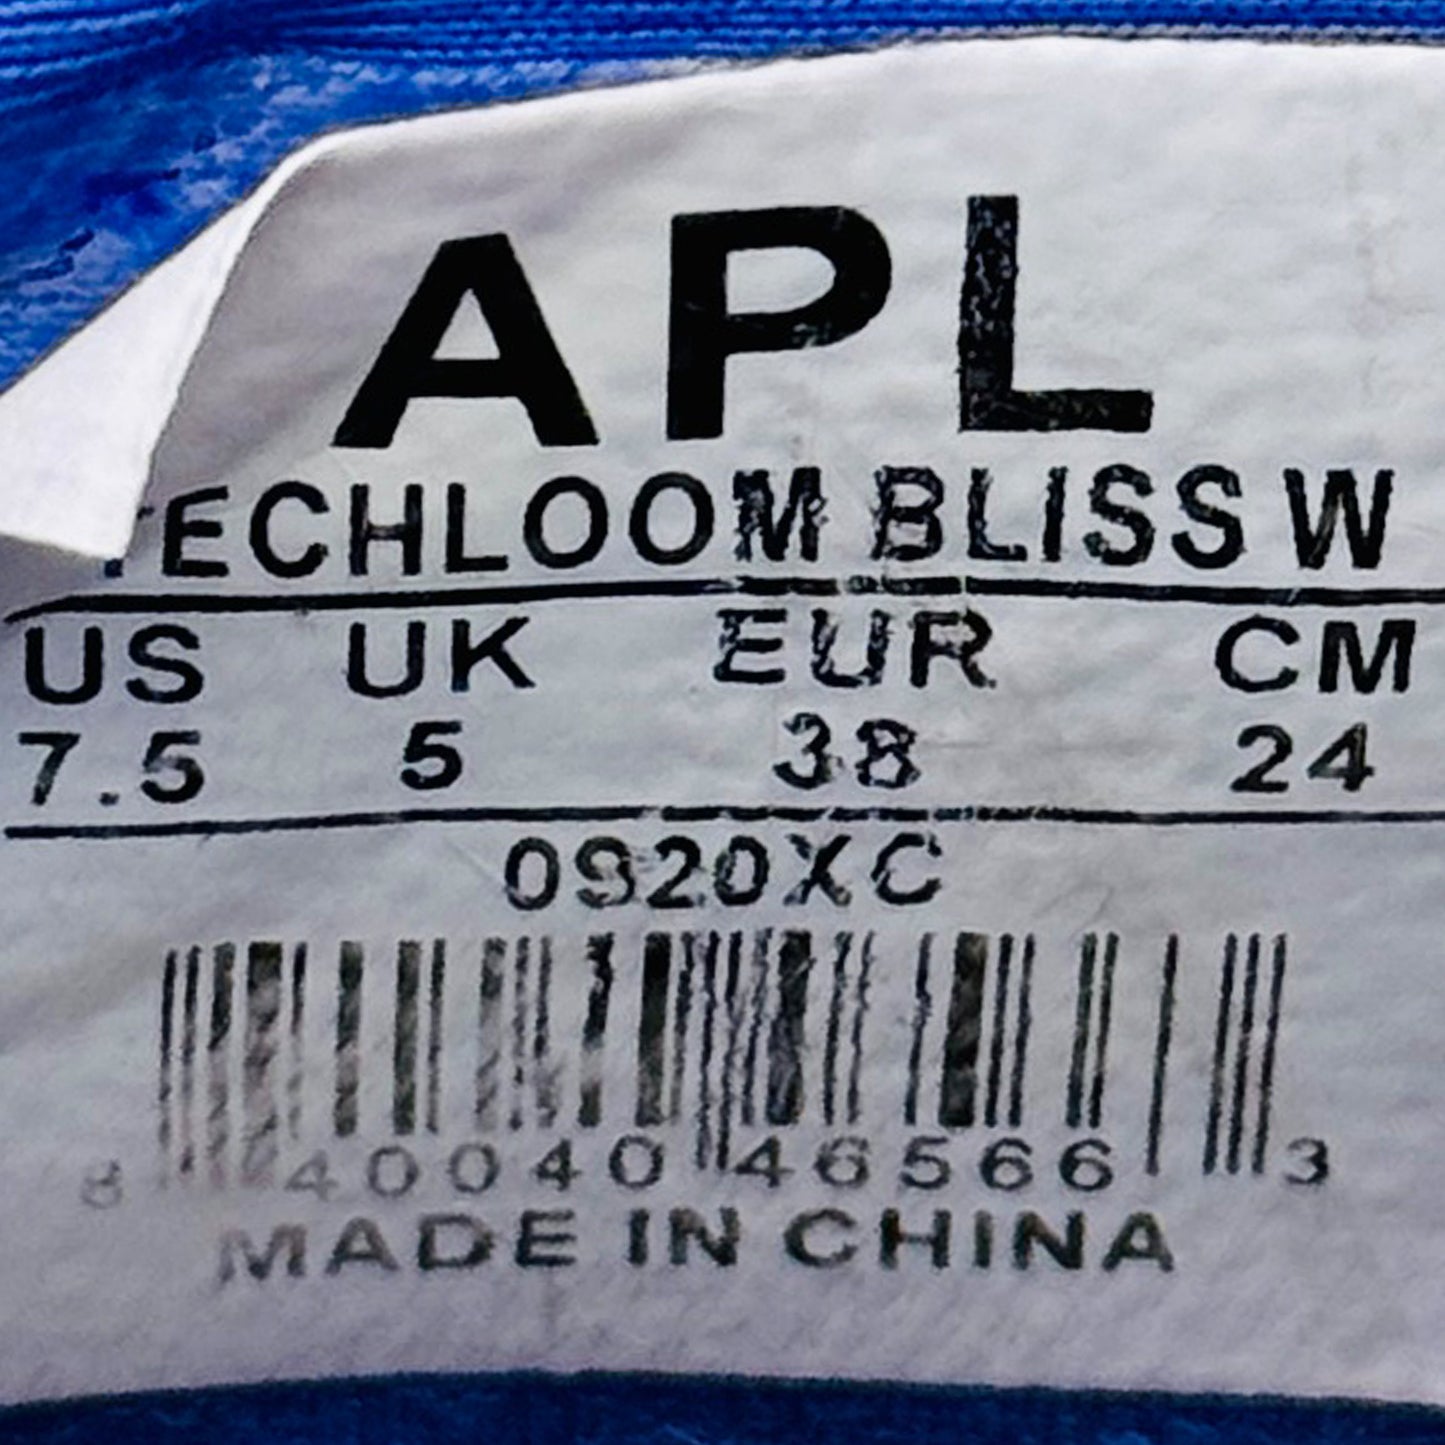 APL
TECHLOOM BLISS W
US UK EUR CM
7.5 5 38 24
0920XC
8 40040 46566 3
MADE IN CHINA